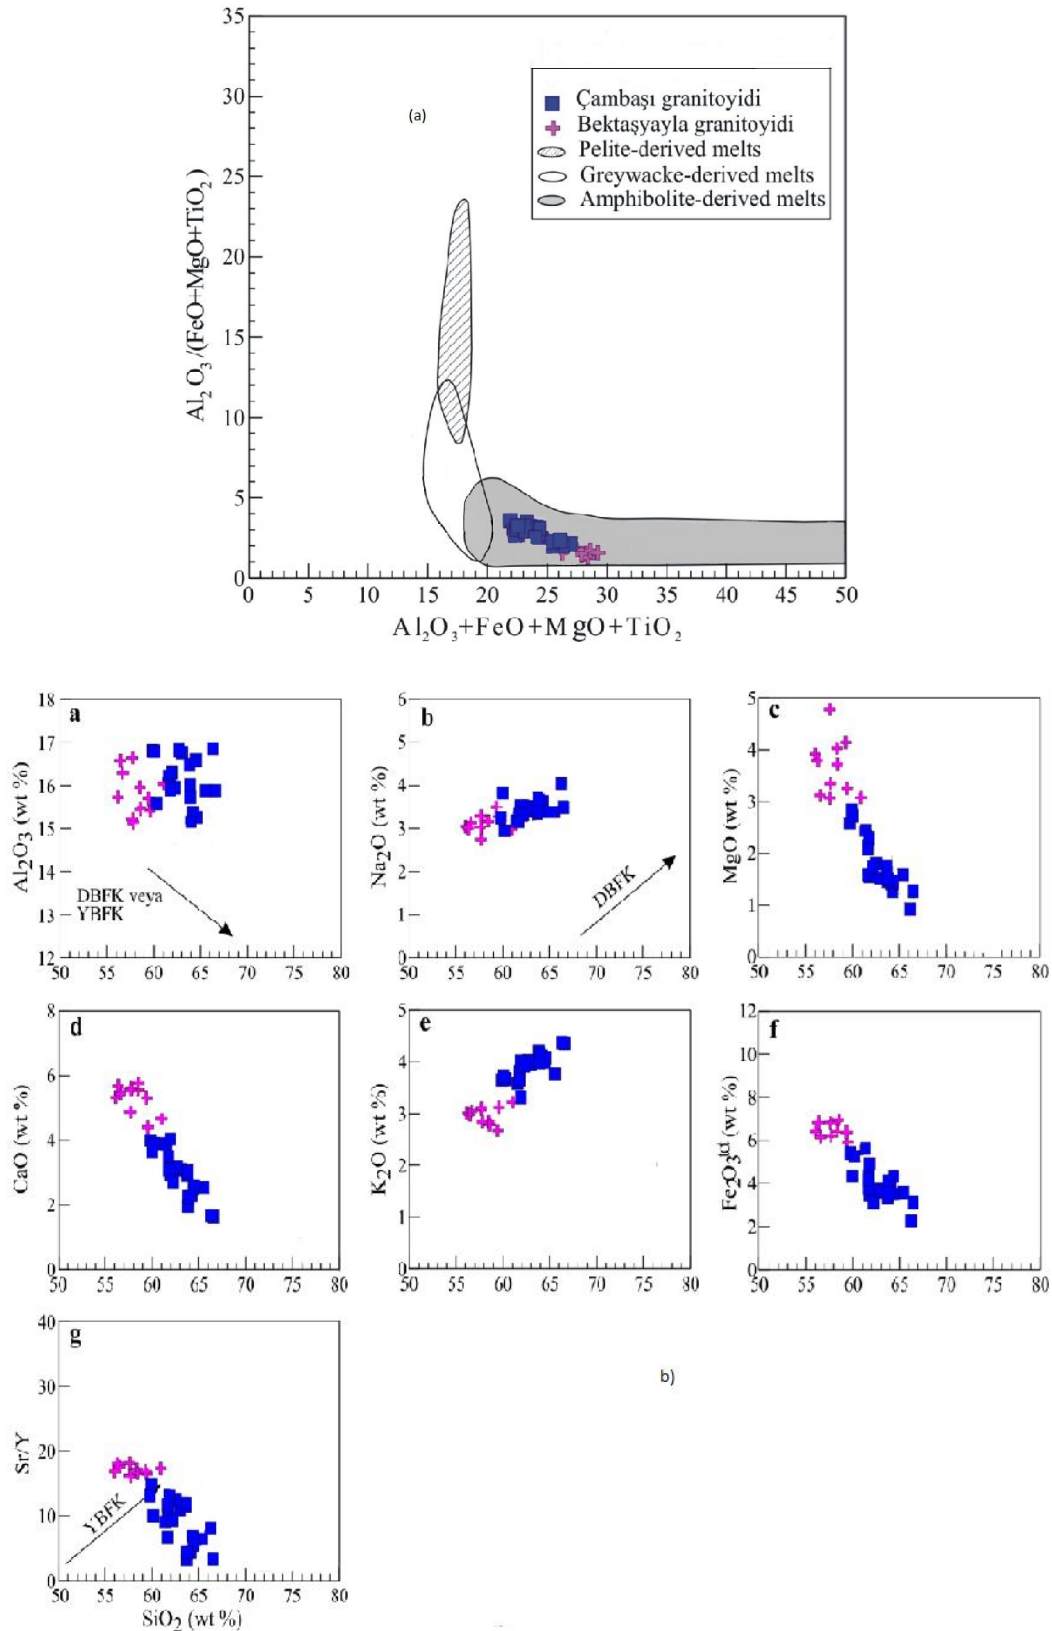 35
30
25
20
15
10
5
0
Al2O3/(FeO+MgO+TiO2)
(a)
Çambaşı granitoyidi
Bektaşyayla granitoyidi
Pelite-derived melts
Greywacke-derived melts
Amphibolite-derived melts
0 5 10 15 20 25 30 35 40 45 50
Al2O3+FeO+MgO+TiO2
a
18
17
16
15
14
13
12
Al2O3 (wt %)
DBFK veya
YBFK
50 55 60 65 70 75 80
b
6
5
4
3
2
1
0
Na2O (wt %)
DBFK
50 55 60 65 70 75 80
c
5
4
3
2
1
0
MgO (wt %)
50 55 60 65 70 75 80
d
8
6
4
2
0
CaO (wt %)
50 55 60 65 70 75 80
e
5
4
3
2
1
0
K2O (wt %)
50 55 60 65 70 75 80
f
12
10
8
6
4
2
0
Fe2O3tot (wt %)
50 55 60 65 70 75 80
g
40
30
20
10
0
Sr/Y
YBFK
50 55 60 65 70 75 80
SiO2 (wt %)
b)